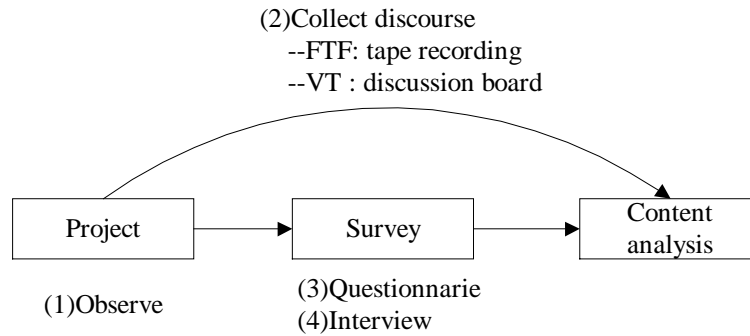 (2)Collect discourse
--FTF: tape recording
--VT : discussion board
Project
Survey
Content
analysis
(1)Observe
(3)Questionnarie
(4)Interview